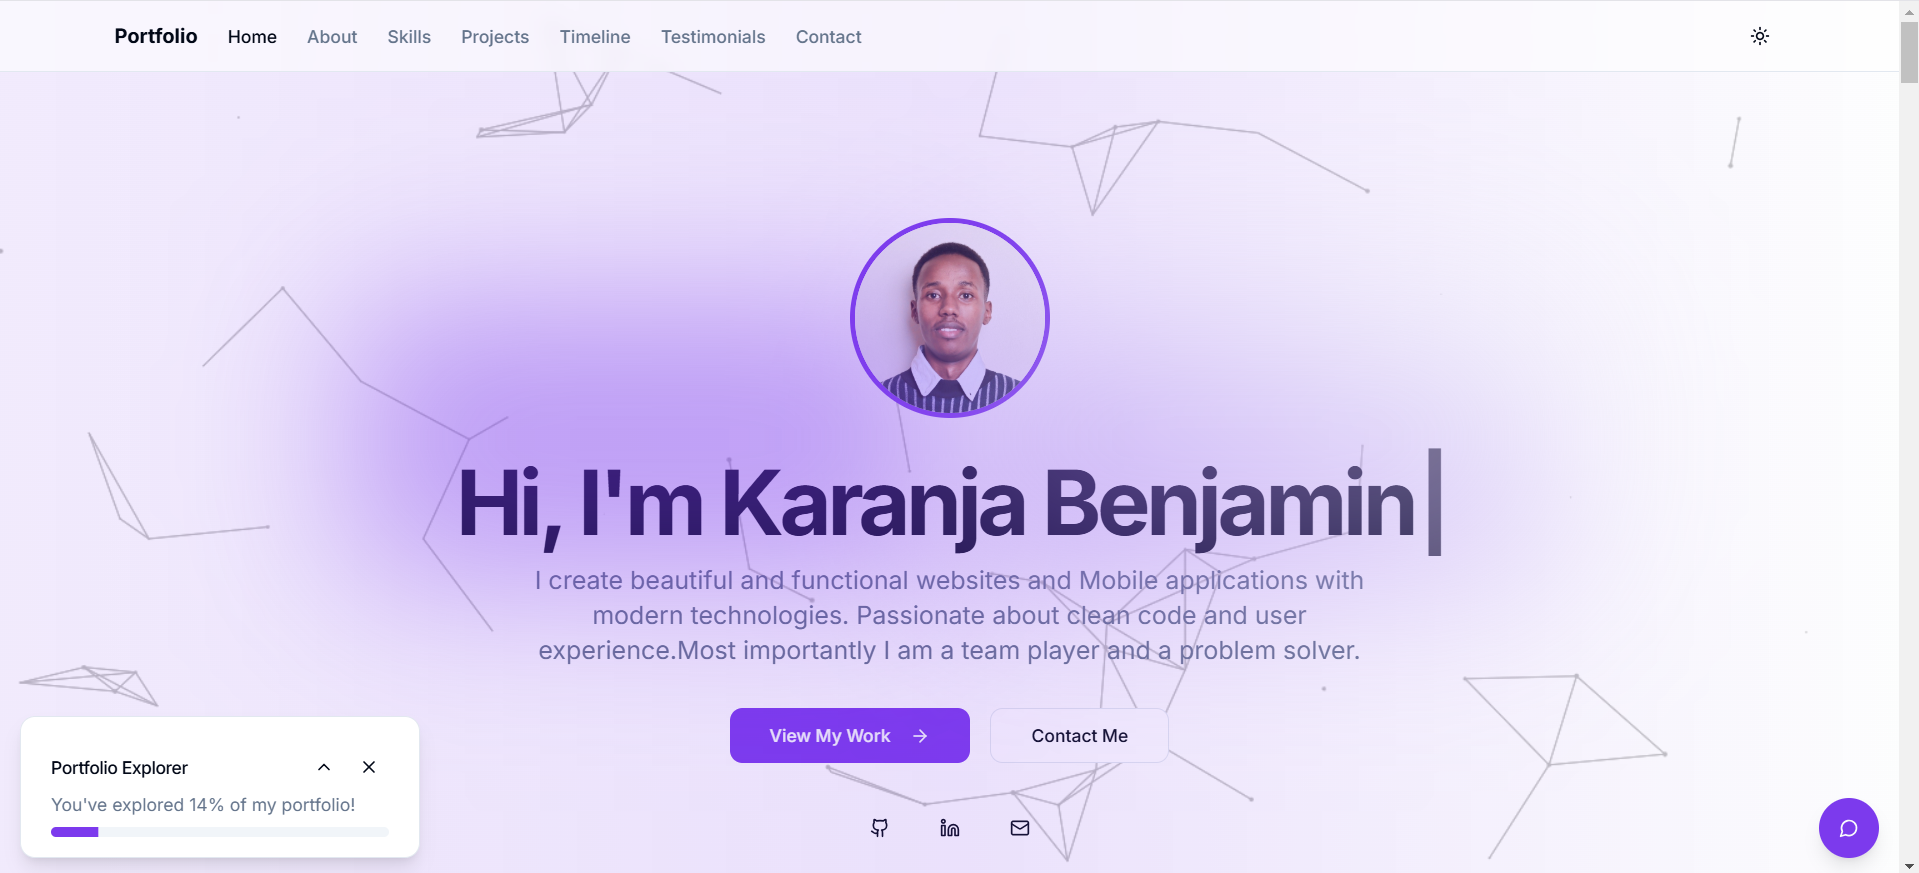 Portfolio Home About Skills Projects Timeline Testimonials Contact
Hi, I'm Karanja Benjamin|
I create beautiful and functional websites and Mobile applications with
modern technologies. Passionate about clean code and user
experience.Most importantly I am a team player and a problem solver.
View My Work Contact Me
Portfolio Explorer
You've explored 14% of my portfolio!